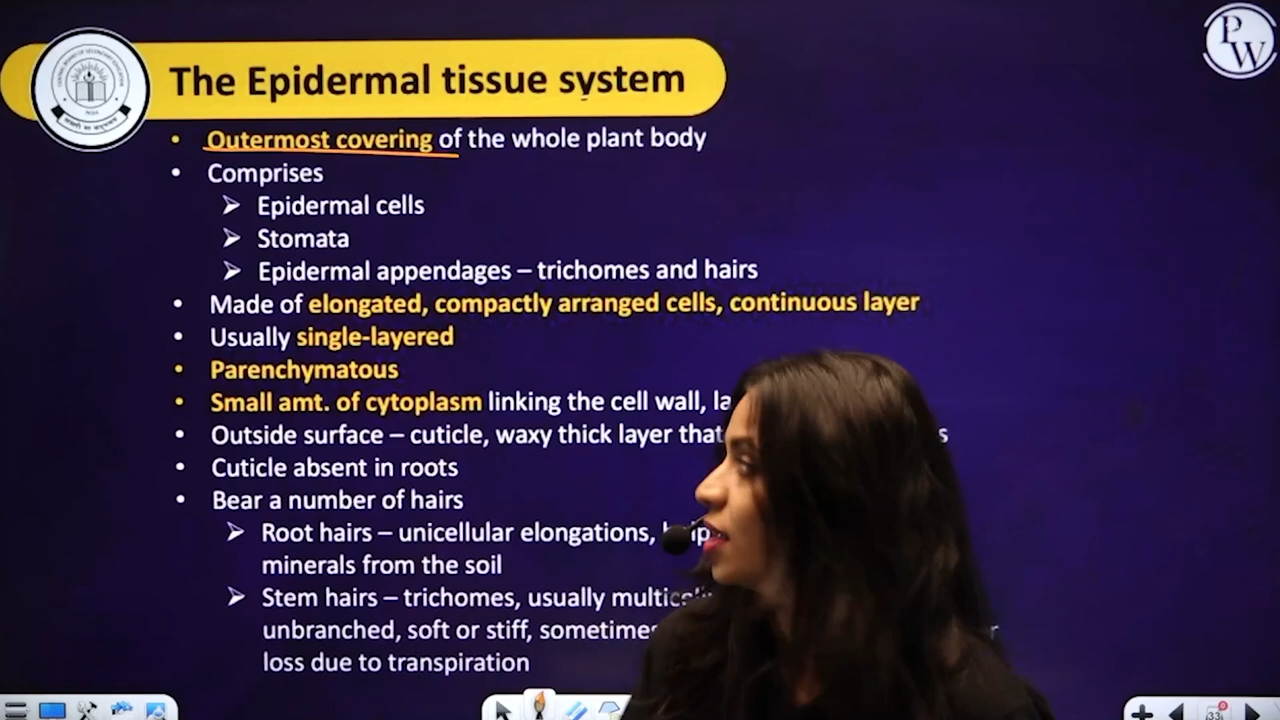 PW
The Epidermal tissue system
• Outermost covering of the whole plant body
• Comprises
➢ Epidermal cells
➢ Stomata
➢ Epidermal appendages – trichomes and hairs
• Made of elongated, compactly arranged cells, continuous layer
• Usually single-layered
• Parenchymatous
• Small amt. of cytoplasm linking the cell wall,
• Outside surface – cuticle, waxy thick layer that
• Cuticle absent in roots
• Bear a number of hairs
➢ Root hairs – unicellular elongations,
minerals from the soil
➢ Stem hairs – trichomes, usually
unbranched, soft or stiff,
loss due to transpiration
33